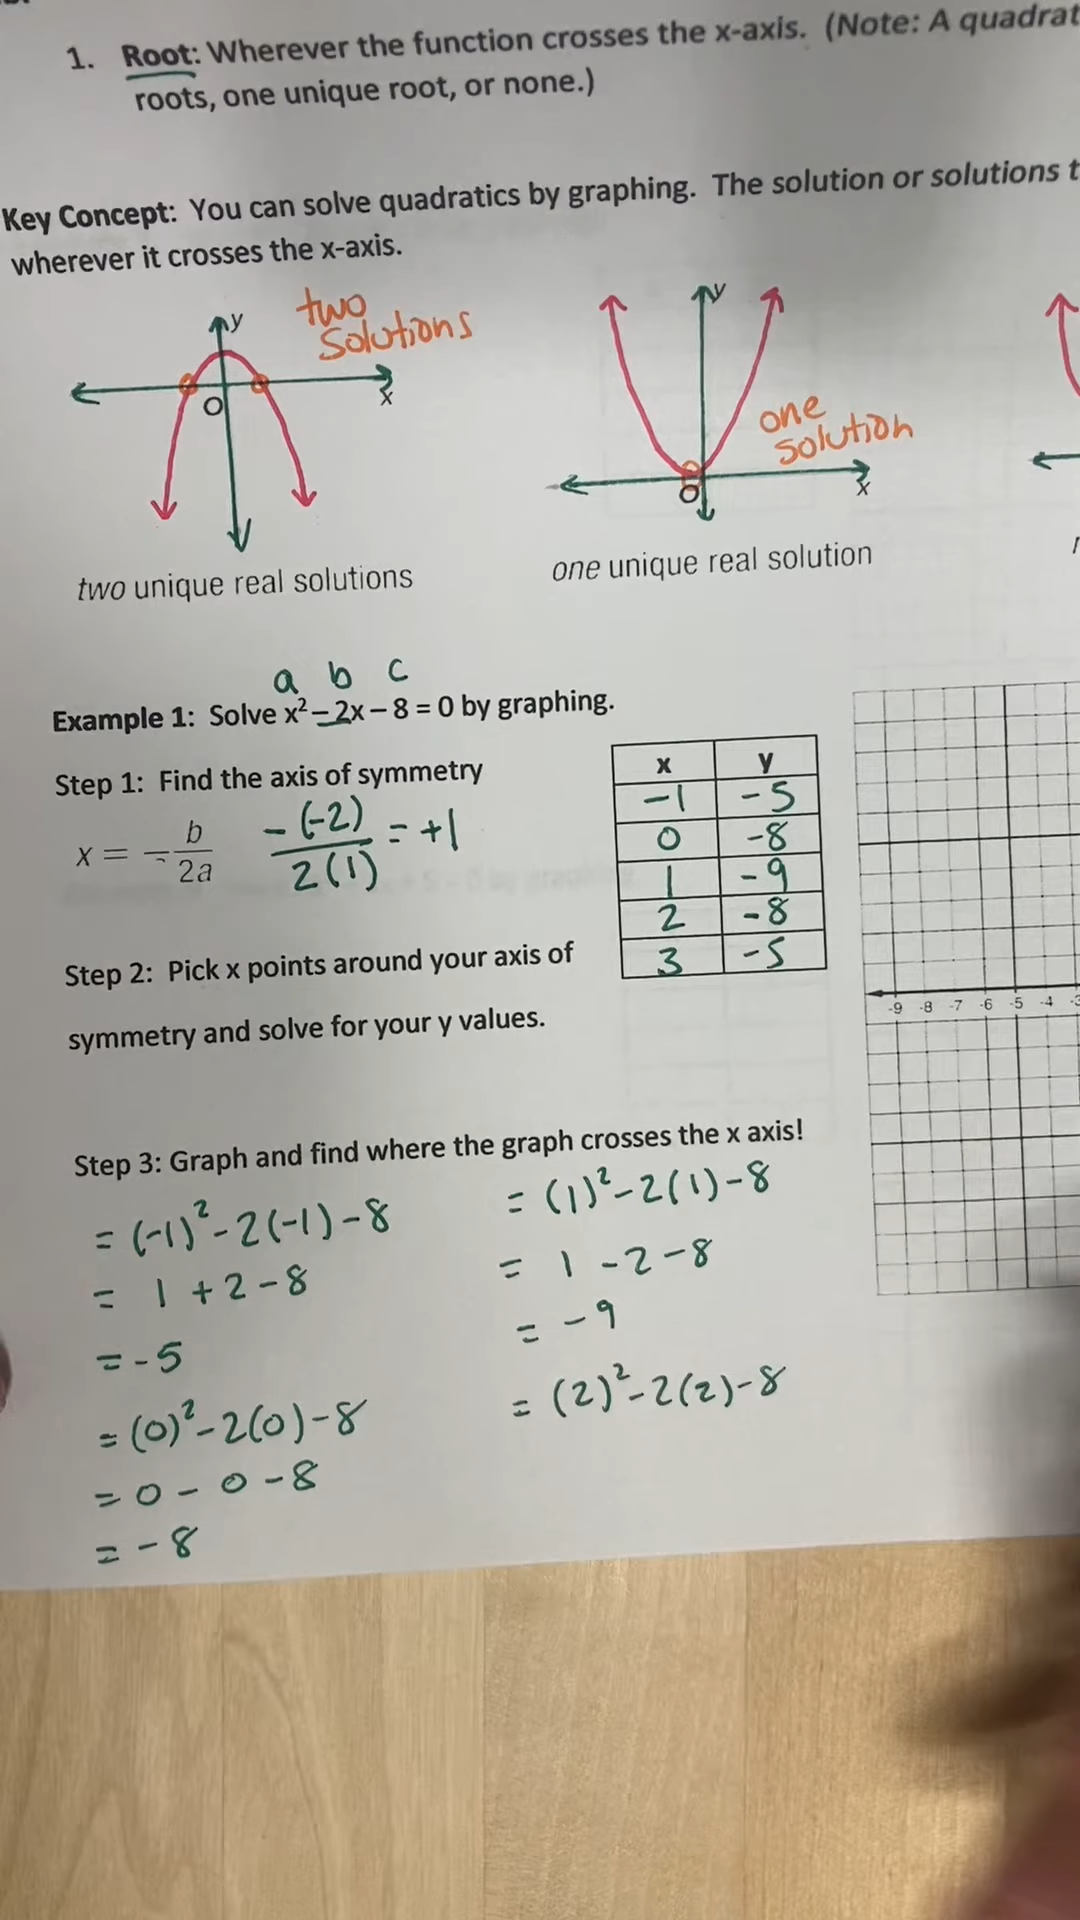 1. Root: Wherever the function crosses the x-axis. (Note: A quadrat
roots, one unique root, or none.)
Key Concept: You can solve quadratics by graphing. The solution or solutions t
wherever it crosses the x-axis.
two
solutions
y
x
O
y
one
solution
x
O
two unique real solutions
one unique real solution
a b c
Example 1: Solve x² – 2x – 8 = 0 by graphing.
Step 1: Find the axis of symmetry
x = - b/2a
-(-2)/2(1) = +1
x y
-1 -5
0 -8
1 -9
2 -8
3 -5
Step 2: Pick x points around your axis of
symmetry and solve for your y values.
-9 -8 -7 -6 -5 -4 -3
Step 3: Graph and find where the graph crosses the x axis!
= (-1)² - 2(-1) - 8
= 1 + 2 - 8
= -5
= (0)² - 2(0) - 8
= 0 - 0 - 8
= -8
= (1)² - 2(1) - 8
= 1 - 2 - 8
= -9
= (2)² - 2(2) - 8